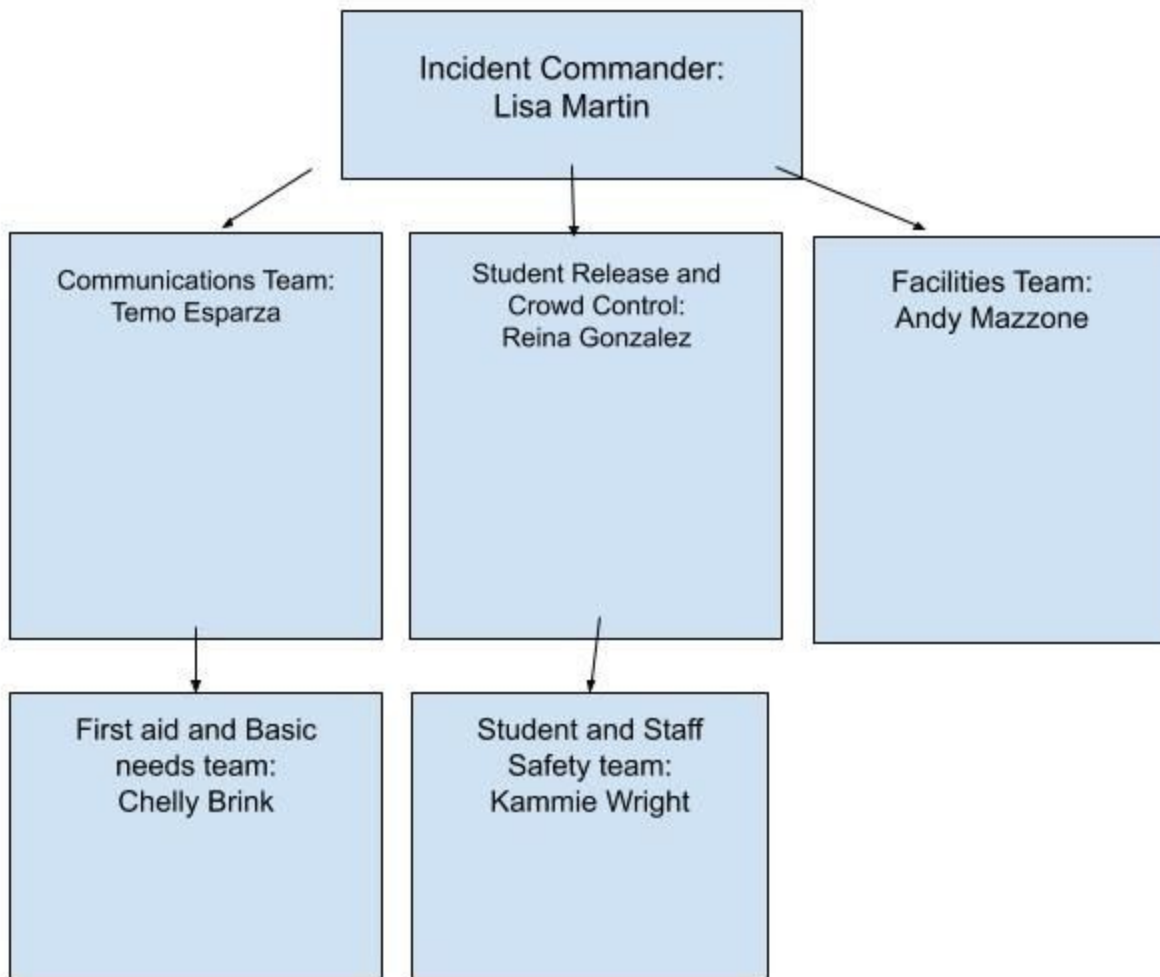 Incident Commander:
Lisa Martin
Communications Team:
Temo Esparza
Student Release and
Crowd Control:
Reina Gonzalez
Facilities Team:
Andy Mazzone
First aid and Basic
needs team:
Chelly Brink
Student and Staff
Safety team:
Kammie Wright